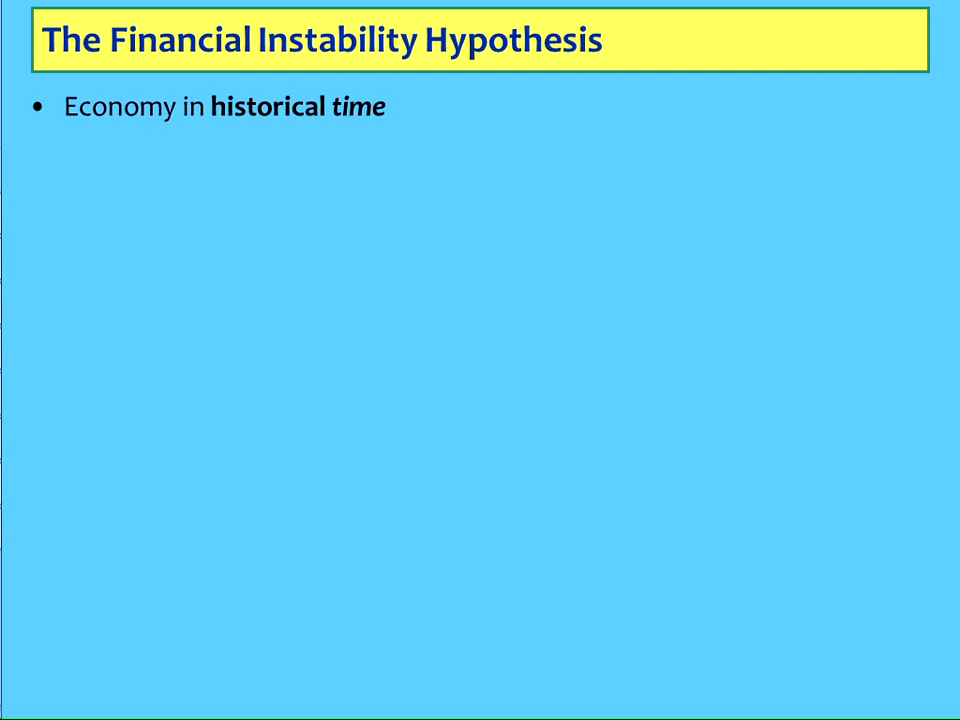 The Financial Instability Hypothesis
• Economy in historical time